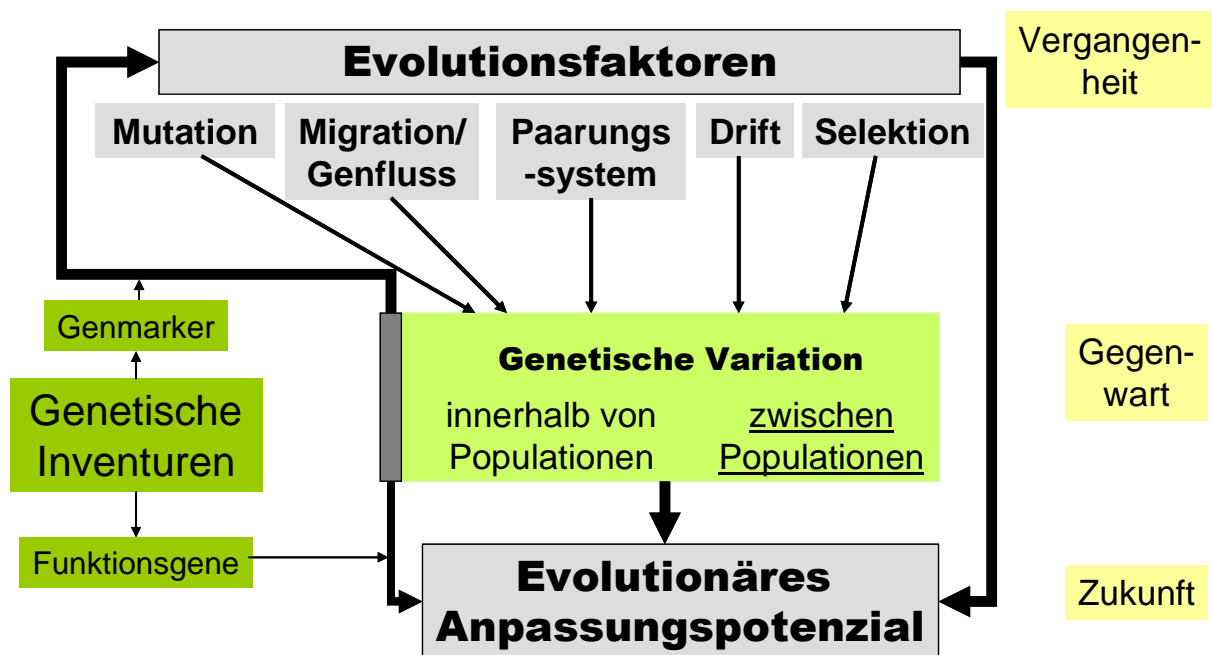 Evolutionsfaktoren
Vergangen-
heit
Mutation
Migration/
Genfluss
Paarungs
-system
Drift
Selektion
Genmarker
Genetische
Inventuren
Funktionsgene
Genetische Variation
innerhalb von
Populationen
zwischen
Populationen
Gegen-
wart
Evolutionäres
Anpassungspotenzial
Zukunft